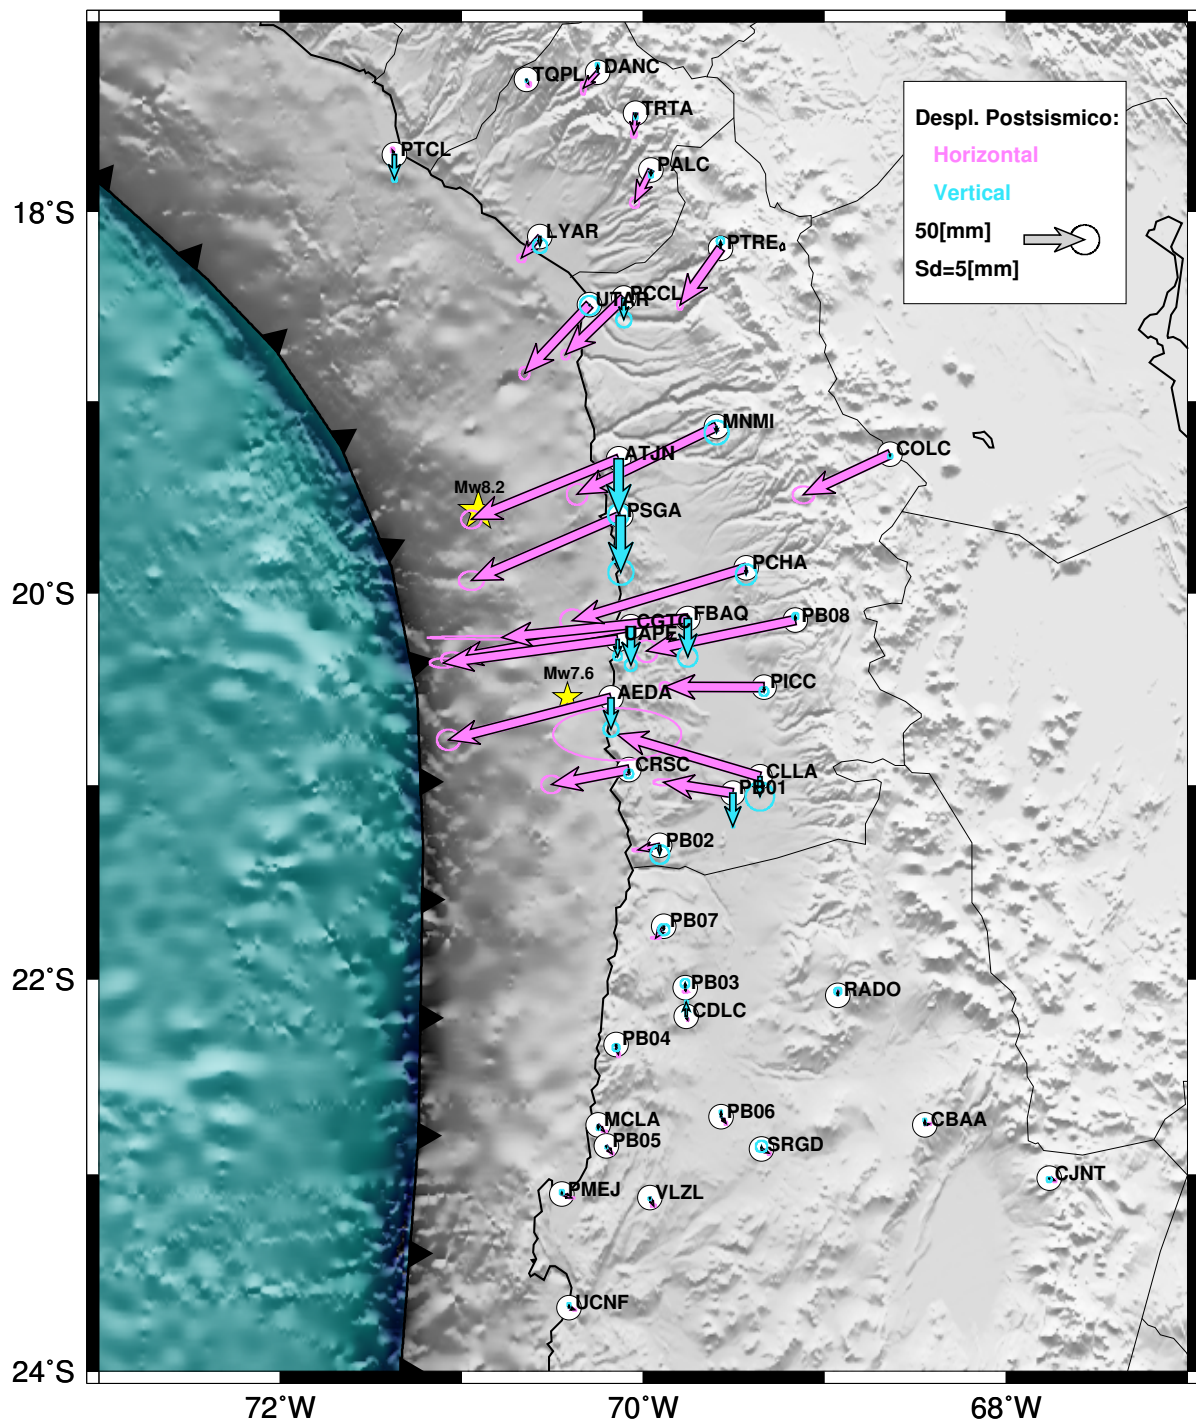 TQPL
DANC
TRTA
PTCL
PALC
Despl. Postsismico:
Horizontal
Vertical
50[mm]
Sd=5[mm]
18°S
LYAR
PTRE
PCCL
UTAR
MNMI
ATJN
COLC
Mw8.2
PSGA
PCHA
20°S
CGTC
FBAQ
PB08
UAPE
Mw7.6
AEDA
PICC
CRSC
CLLA
PB01
PB02
PB07
22°S
PB03
RADO
CDLC
PB04
MCLA
PB06
CBAA
PB05
SRGD
CJNT
PMEJ
VLZL
UCNF
24°S
72°W
70°W
68°W